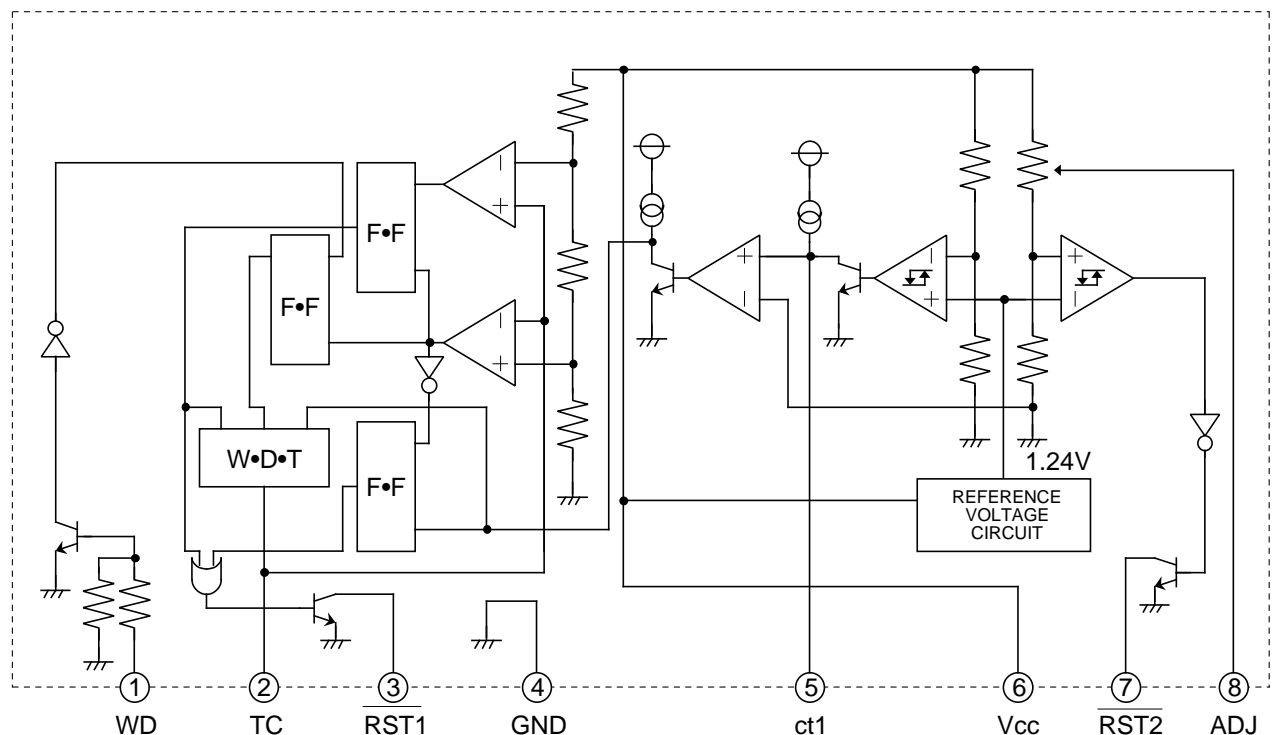 F•F
F•F
W•D•T
F•F
1.24V
REFERENCE
VOLTAGE
CIRCUIT
− + − + + − − + + −
1 2 3 4 5 6 7 8
WD TC RST1 GND ct1 Vcc RST2 ADJ